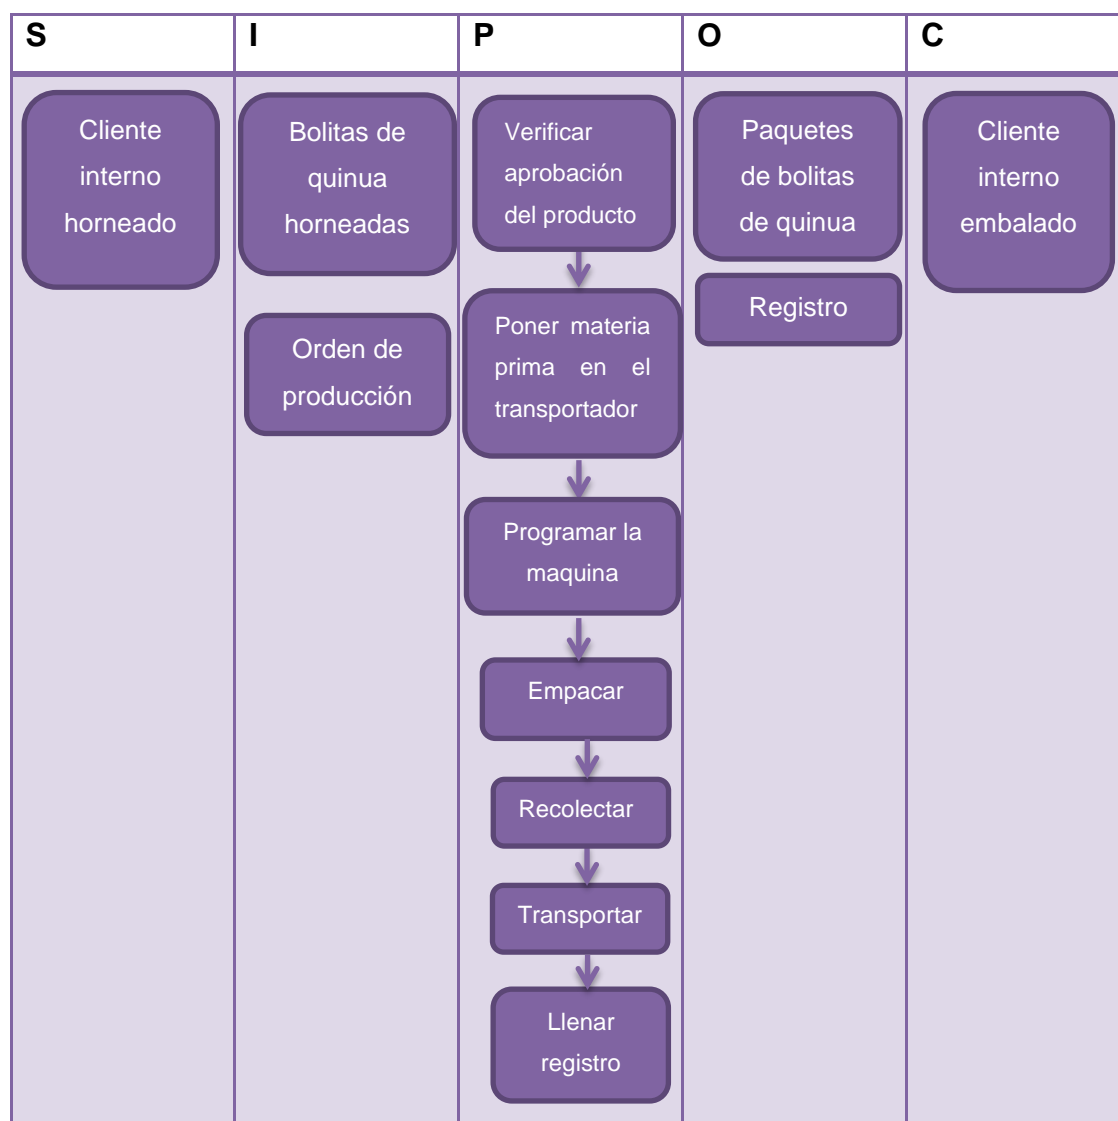 S
I
P
O
C
Cliente
interno
horneado
Bolitas de
quinua
horneadas
Orden de
producción
Verificar
aprobación
del producto
Poner materia
prima en el
transportador
Programar la
maquina
Empacar
Recolectar
Transportar
Llenar
registro
Paquetes
de bolitas
de quinua
Registro
Cliente
interno
embalado